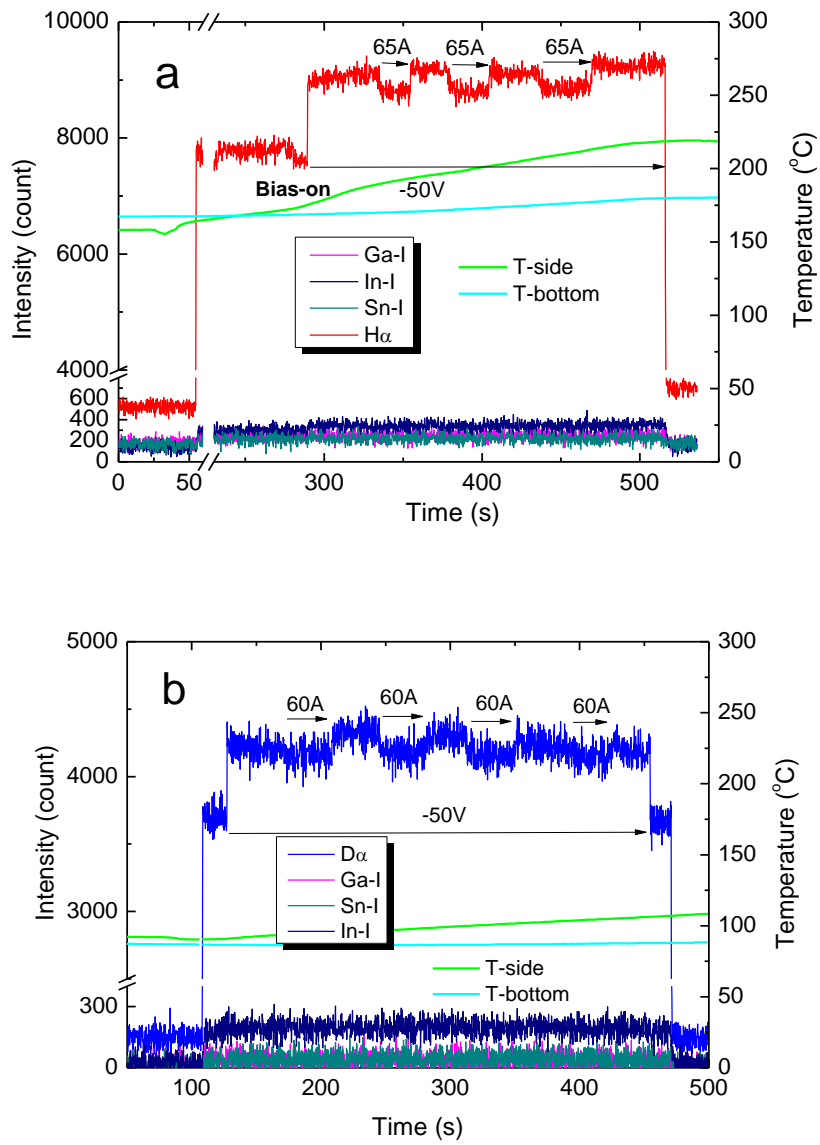 a
65A 65A 65A
Bias-on
-50V
Ga-I
In-I
Sn-I
Hα
T-side
T-bottom
10000
8000
6000
4000
600
400
200
0
300
250
200
150
100
50
0
0 50 300 400 500
Intensity (count)
Temperature (°C)
Time (s)
b
60A 60A 60A 60A
-50V
Dα
Ga-I
Sn-I
In-I
T-side
T-bottom
5000
4000
3000
300
0
300
250
200
150
100
50
0
100 200 300 400 500
Intensity (count)
Temperature (°C)
Time (s)